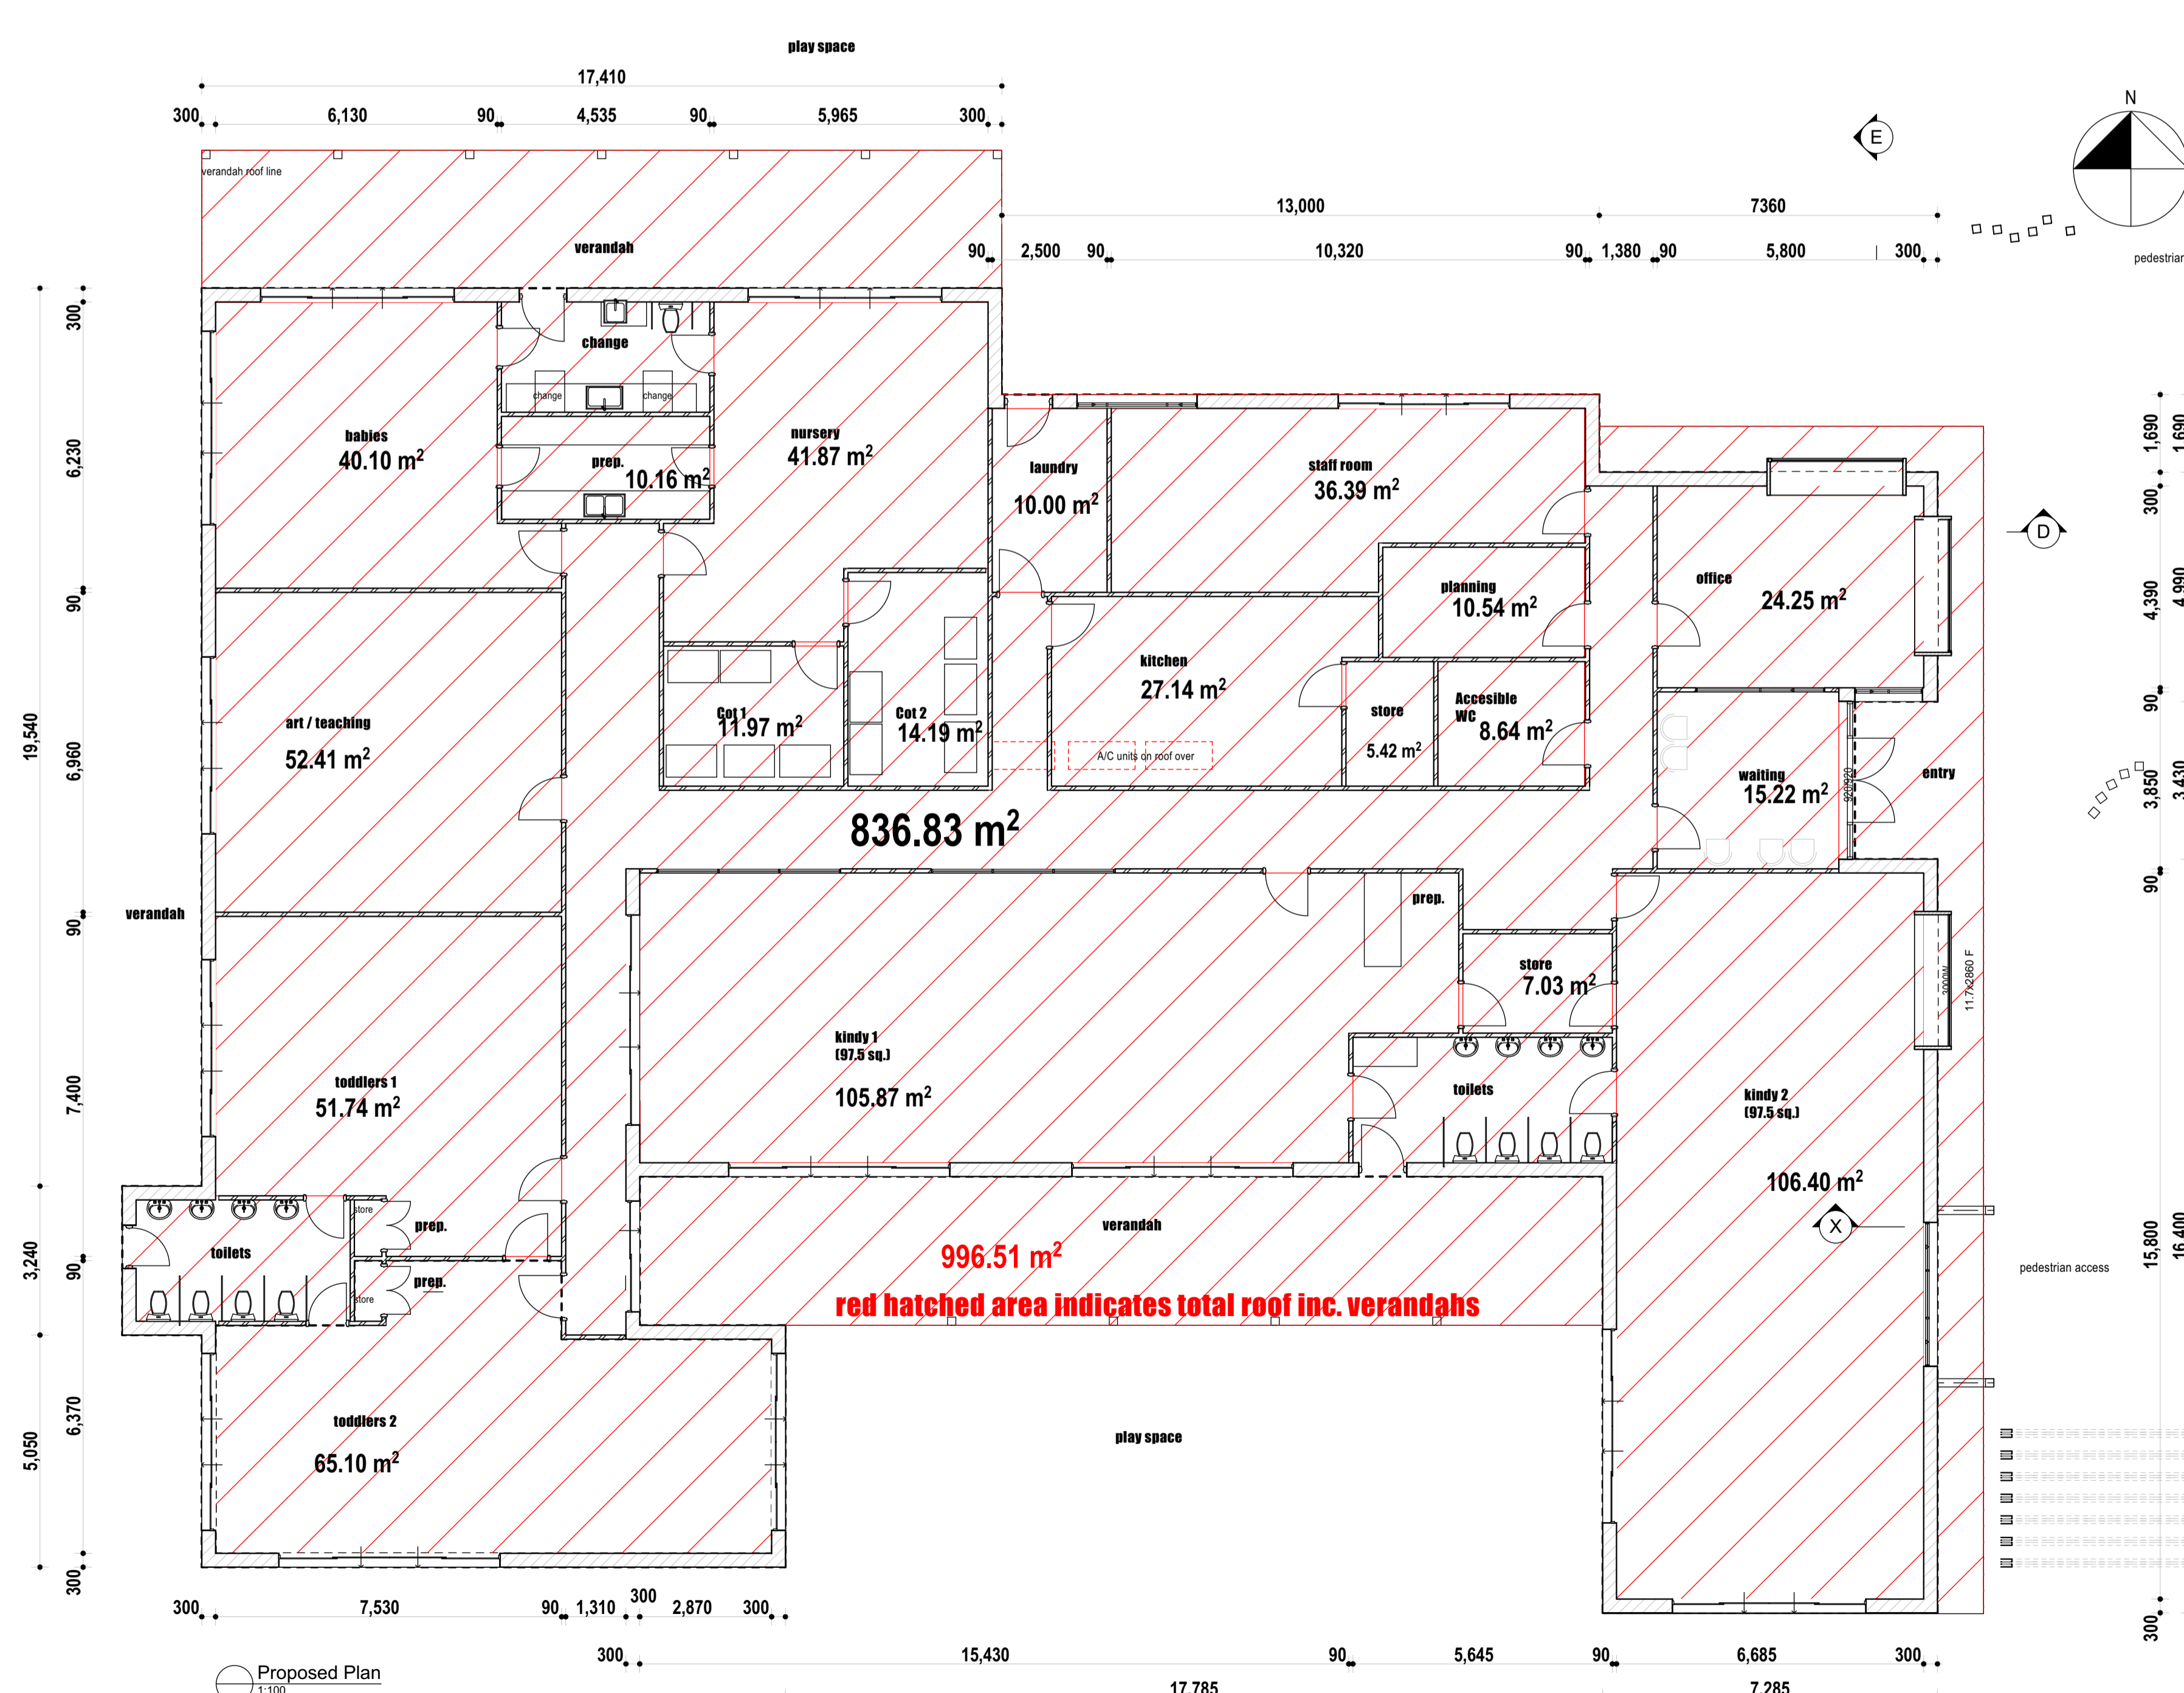 play space
17,410
300 6,130 90 4,535 90 5,965 300
N
E
verandah roof line
13,000 7360
verandah
90 2,500 90 10,320 90 1,380 90 5,800 300
pedestrian
300
change
change change
1,690 1,690
babies
40.10 m²
nursery
41.87 m²
prep.
10.16 m²
laundry
10.00 m²
staff room
36.39 m²
6,230
300
D
planning
10.54 m²
office
24.25 m²
4,390 4,990
90
kitchen
27.14 m²
Accesible
WC
8.64 m²
store
5.42 m²
90
Cot 1
11.97 m²
Cot 2
14.19 m²
art / teaching
52.41 m²
19,540
6,960
A/C units on roof over
waiting
15.22 m²
920/920
entry
3,850 3,430
836.83 m²
90
prep.
verandah
90
store
7.03 m²
3000W
11.7x2860 F
kindy 1
(97.5 sq.)
105.87 m²
toddlers 1
51.74 m²
7,400
toilets
kindy 2
(97.5 sq.)
106.40 m²
X
store
prep.
toilets
verandah
996.51 m²
red hatched area indicates total roof inc. verandahs
3,240
90
prep.
store
pedestrian access
15,800 16,400
toddlers 2
65.10 m²
6,370
5,050
play space
300
300 7,530 90 1,310 300 2,870 300
300
300 15,430 90 5,645 90 6,685 300
Proposed Plan
1:100
17,785 7,285